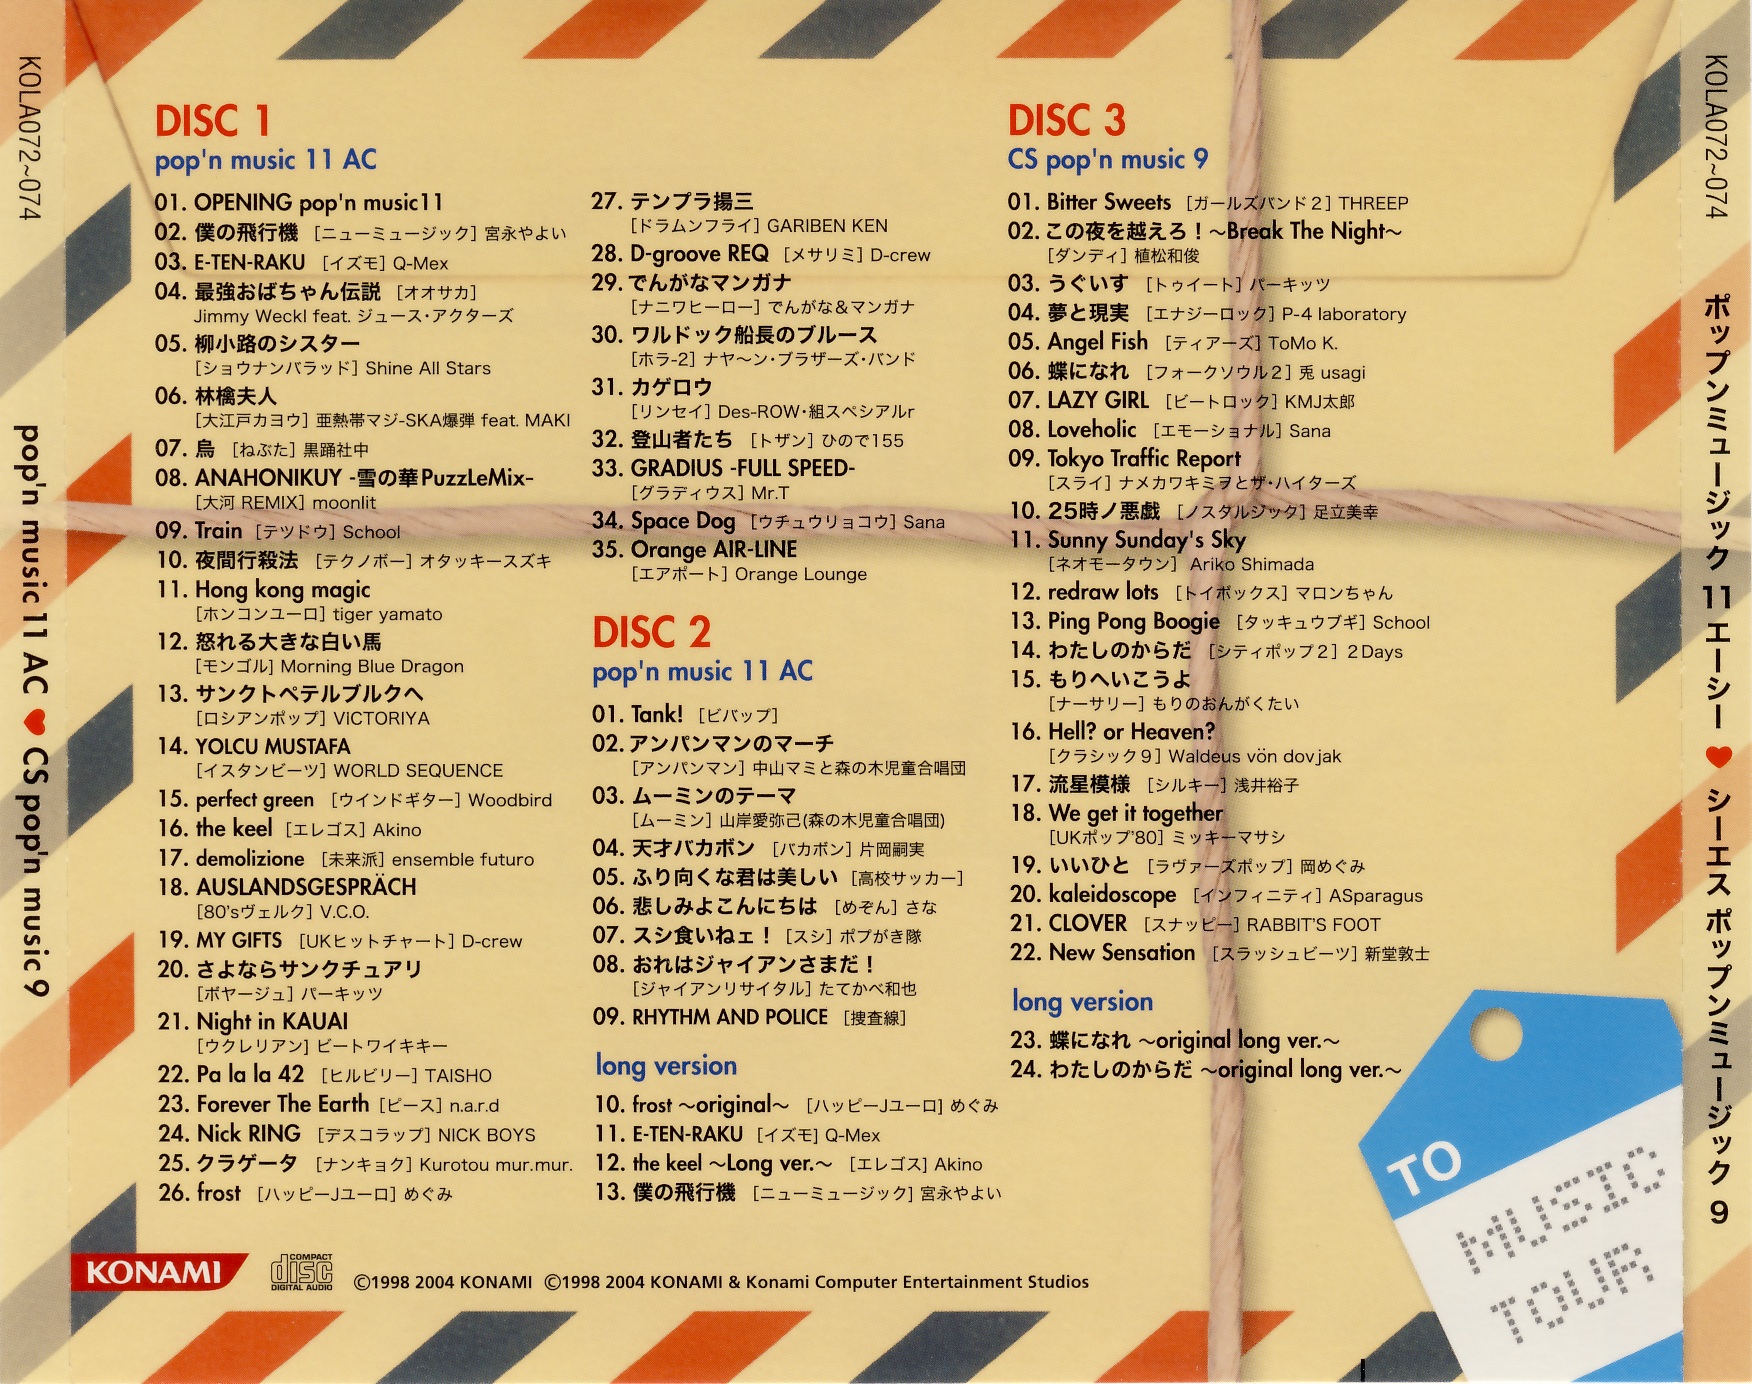 KOLA072~074
pop'n music 11 AC ♥ CS pop'n music 9
DISC 1
pop'n music 11 AC
01. OPENING pop'n music11
02. 僕の飛行機 [ニューミュージック] 宮永やよい
03. E-TEN-RAKU [イズモ] Q-Mex
04. 最強おばちゃん伝説 [オオサカ]
Jimmy Weckl feat. ジュース・アクターズ
05. 柳小路のシスター
[ショウナンバラッド] Shine All Stars
06. 林檎夫人
[大江戸カヨウ] 亜熱帯マジ-SKA爆弾 feat. MAKI
07. 烏 [ねぶた] 黒踊社中
08. ANAHONIKUY -雪の華PuzzLeMix-
[大河 REMIX] moonlit
09. Train [テツドウ] School
10. 夜間行殺法 [テクノボー] オタッキースズキ
11. Hong kong magic
[ホンコンユーロ] tiger yamato
12. 怒れる大きな白い馬
[モンゴル] Morning Blue Dragon
13. サンクトペテルブルクへ
[ロシアンポップ] VICTORIYA
14. YOLCU MUSTAFA
[イスタンビーツ] WORLD SEQUENCE
15. perfect green [ウインドギター] Woodbird
16. the keel [エレゴス] Akino
17. demolizione [未来派] ensemble futuro
18. AUSLANDSGESPRÄCH
[80'sヴェルク] V.C.O.
19. MY GIFTS [UKヒットチャート] D-crew
20. さよならサンクチュアリ
[ボヤージュ] パーキッツ
21. Night in KAUAI
[ウクレリアン] ビートワイキキー
22. Pa la la 42 [ヒルビリー] TAISHO
23. Forever The Earth [ピース] n.a.r.d
24. Nick RING [デスコラップ] NICK BOYS
25. クラゲータ [ナンキョク] Kurotou mur.mur.
26. frost [ハッピーJユーロ] めぐみ
27. テンプラ揚三
[ドラムンフライ] GARIBEN KEN
28. D-groove REQ [メサリミ] D-crew
29. でんがなマンガナ
[ナニワヒーロー] でんがな＆マンガナ
30. ワルドック船長のブルース
[ホラ-2] ナヤ～ン・ブラザーズ・バンド
31. カゲロウ
[リンセイ] Des-ROW・組スペシアルr
32. 登山者たち [トザン] ひので155
33. GRADIUS -FULL SPEED-
[グラディウス] Mr.T
34. Space Dog [ウチュウリョコウ] Sana
35. Orange AIR-LINE
[エアポート] Orange Lounge
DISC 2
pop'n music 11 AC
01. Tank! [ビバップ]
02. アンパンマンのマーチ
[アンパンマン] 中山マミと森の木児童合唱団
03. ムーミンのテーマ
[ムーミン] 山岸愛弥己(森の木児童合唱団)
04. 天才バカボン [バカボン] 片岡嗣実
05. ふり向くな君は美しい [高校サッカー]
06. 悲しみよこんにちは [めぞん] さな
07. スシ食いねェ！ [スシ] ポプがき隊
08. おれはジャイアンさまだ！
[ジャイアンリサイタル] たてかべ和也
09. RHYTHM AND POLICE [捜査線]
long version
10. frost ～original～ [ハッピーJユーロ] めぐみ
11. E-TEN-RAKU [イズモ] Q-Mex
12. the keel ～Long ver.～ [エレゴス] Akino
13. 僕の飛行機 [ニューミュージック] 宮永やよい
DISC 3
CS pop'n music 9
01. Bitter Sweets [ガールズバンド2] THREEP
02. この夜を越えろ！～Break The Night～
[ダンディ] 植松和俊
03. うぐいす [トゥイート] パーキッツ
04. 夢と現実 [エナジーロック] P-4 laboratory
05. Angel Fish [ティアーズ] ToMo K.
06. 蝶になれ [フォークソウル2] 兎 usagi
07. LAZY GIRL [ビートロック] KMJ太郎
08. Loveholic [エモーショナル] Sana
09. Tokyo Traffic Report
[スライ] ナメカワキミヲとザ・ハイターズ
10. 25時ノ悪戯 [ノスタルジック] 足立美幸
11. Sunny Sunday's Sky
[ネオモータウン] Ariko Shimada
12. redraw lots [トイボックス] マロンちゃん
13. Ping Pong Boogie [タッキュウブギ] School
14. わたしのからだ [シティポップ2] 2Days
15. もりへいこうよ
[ナーサリー] もりのおんがくたい
16. Hell? or Heaven?
[クラシック9] Waldeus vön dovjak
17. 流星模様 [シルキー] 浅井裕子
18. We get it together
[UKポップ'80] ミッキーマサシ
19. いいひと [ラヴァーズポップ] 岡めぐみ
20. kaleidoscope [インフィニティ] ASparagus
21. CLOVER [スナッピー] RABBIT'S FOOT
22. New Sensation [スラッシュビーツ] 新堂敦士
long version
23. 蝶になれ ～original long ver.～
24. わたしのからだ ～original long ver.～
TO
MUSIC
TOUR
KONAMI
COMPACT
disc
DIGITAL AUDIO
©1998 2004 KONAMI ©1998 2004 KONAMI & Konami Computer Entertainment Studios
KOLA072~074
ポップンミュージック 11 エーシー ♥ シーエス ポップンミュージック 9